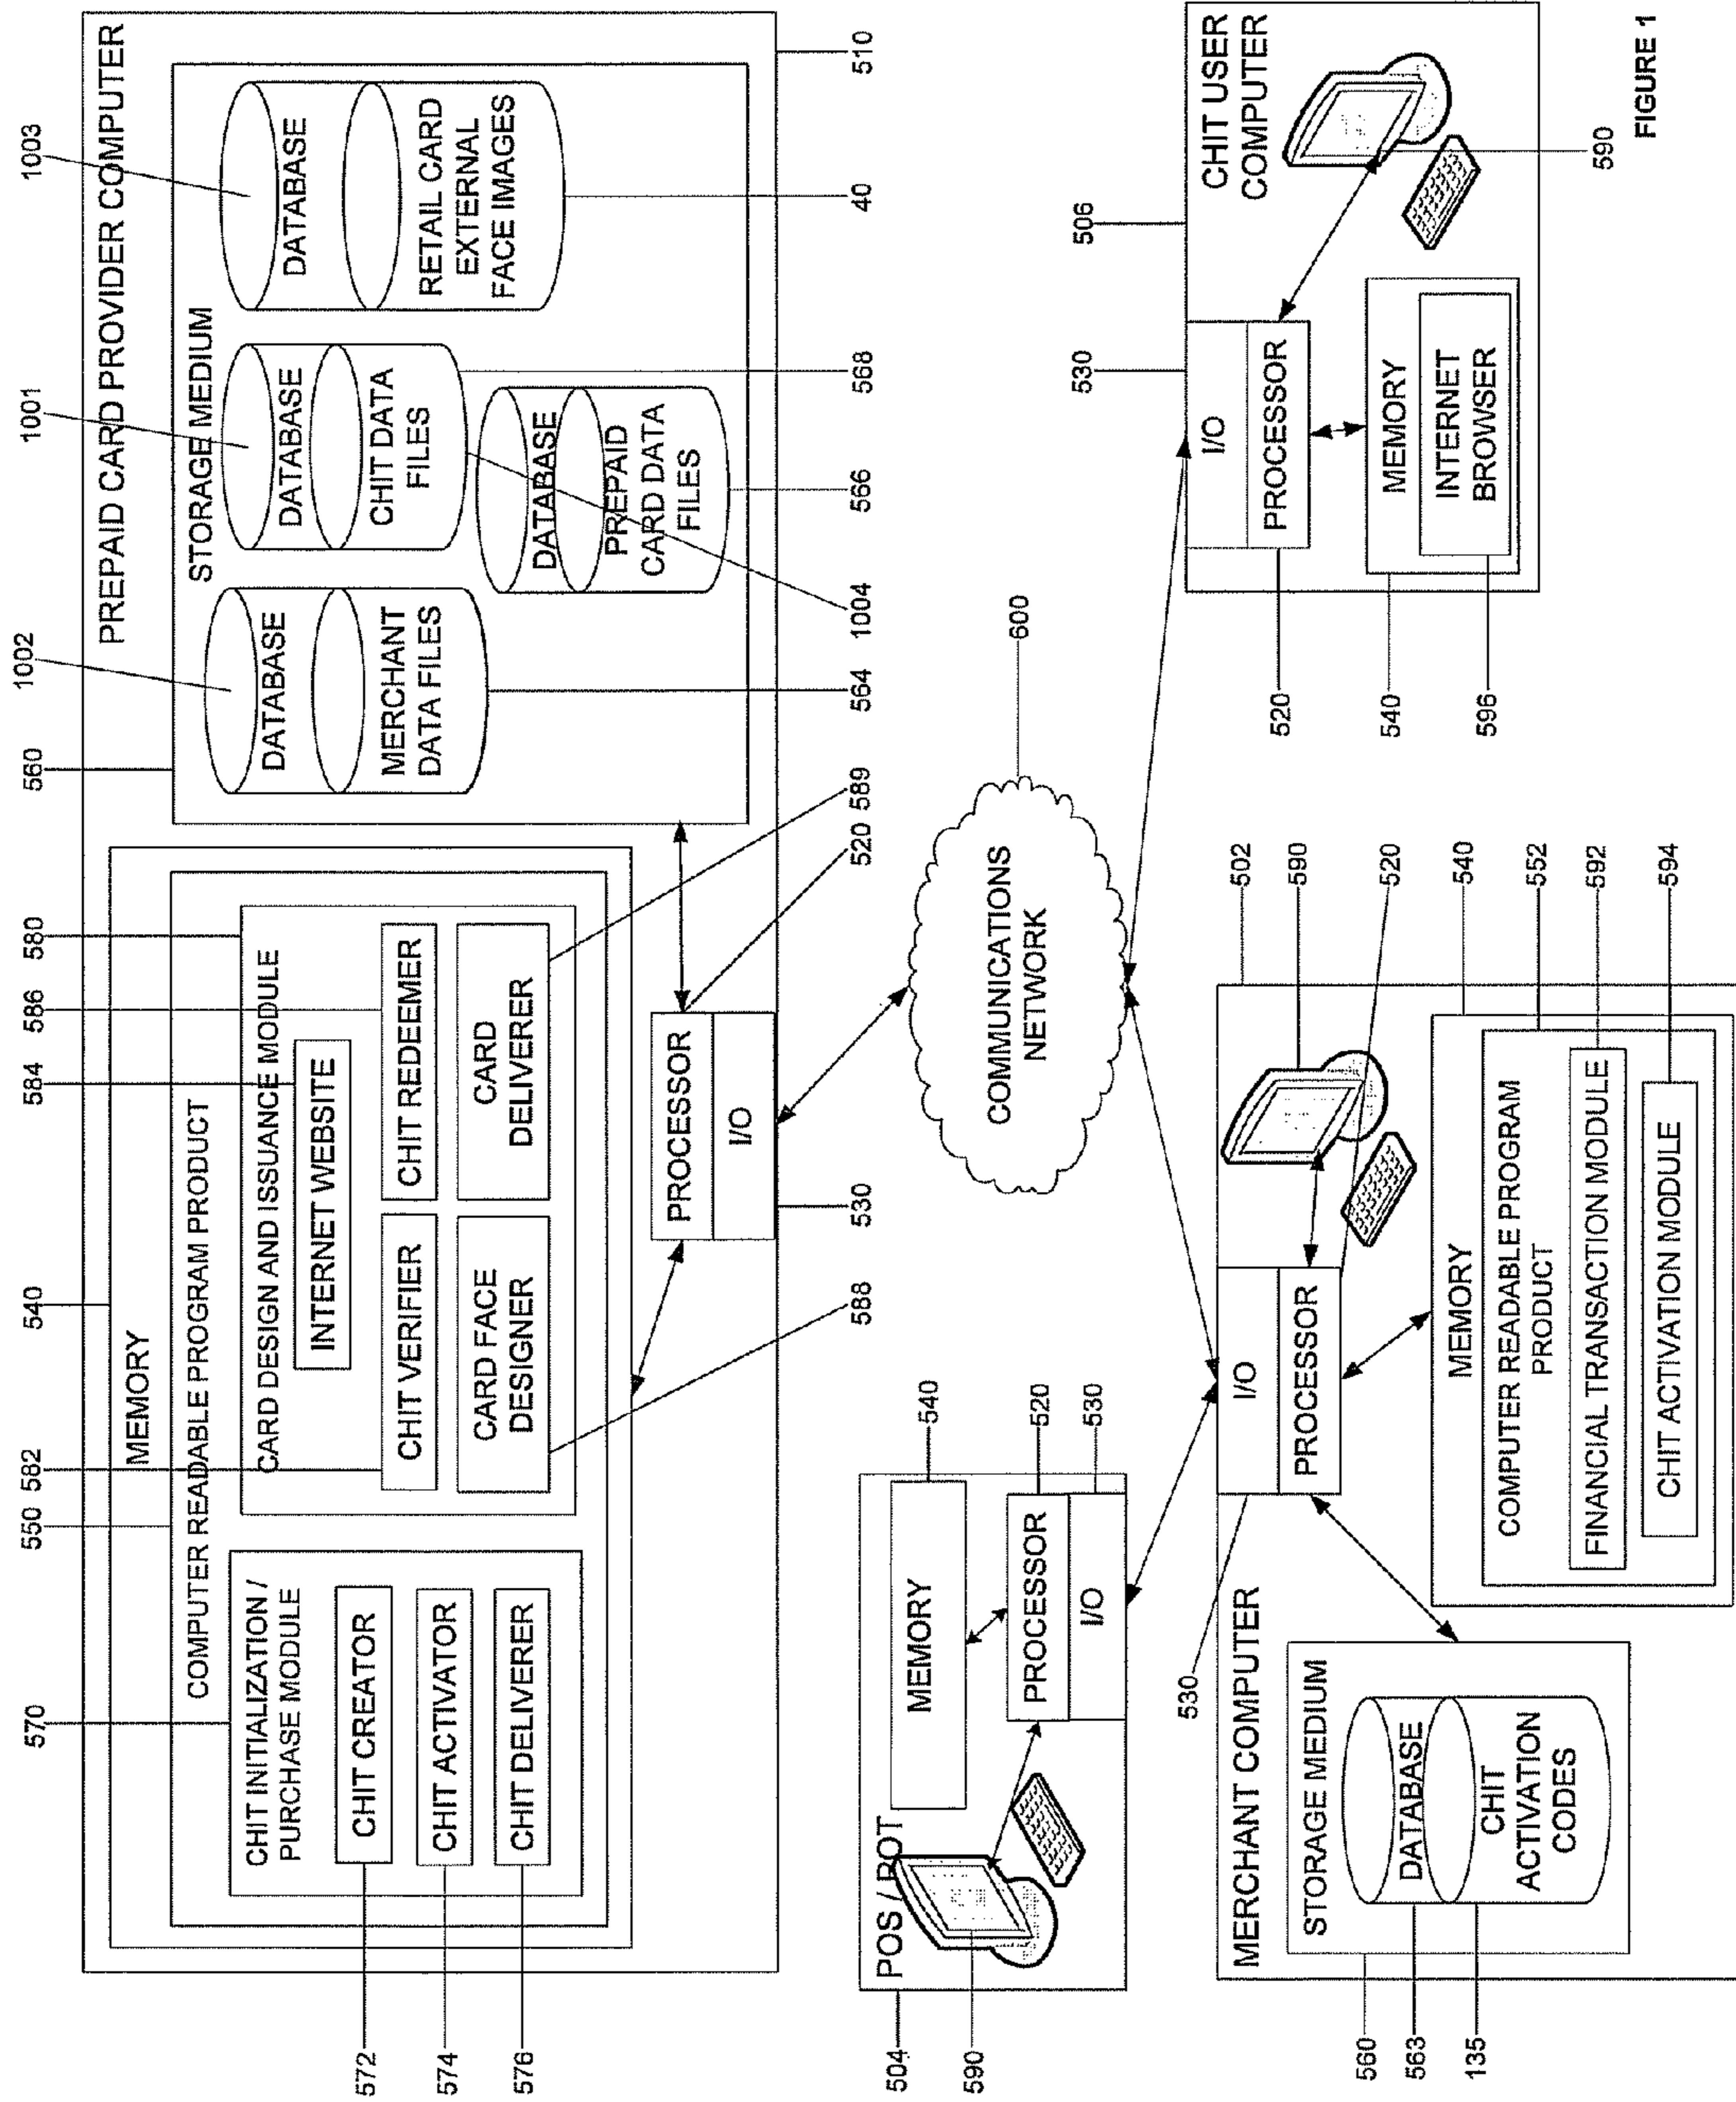 570
550
582
540
584
586
580
560
1002
1001
1003
PREPAID CARD PROVIDER COMPUTER
MEMORY
COMPUTER READABLE PROGRAM PRODUCT
CHIT INITIALIZATION /
PURCHASE MODULE
CHIT CREATOR
CHIT ACTIVATOR
CHIT DELIVERER
572
574
576
CARD DESIGN AND ISSUANCE MODULE
INTERNET WEBSITE
CHIT VERIFIER
CHIT REDEEMER
CARD FACE
DESIGNER
CARD
DELIVERER
PROCESSOR
I/O
STORAGE MEDIUM
DATABASE
MERCHANT
DATA FILES
DATABASE
CHIT DATA
FILES
DATABASE
PREPAID
CARD DATA
FILES
DATABASE
RETAIL CARD
EXTERNAL
FACE IMAGES
588
530
520
589
564
1004
566
568
40
510
COMMUNICATIONS
NETWORK
600
POS / POT
MEMORY
PROCESSOR
I/O
504
590
540
520
530
MERCHANT COMPUTER
I/O
PROCESSOR
530
STORAGE MEDIUM
DATABASE
CHIT
ACTIVATION
CODES
560
563
135
MEMORY
COMPUTER READABLE PROGRAM
PRODUCT
FINANCIAL TRANSACTION MODULE
CHIT ACTIVATION MODULE
502
590
520
540
552
592
594
CHIT USER
COMPUTER
I/O
PROCESSOR
MEMORY
INTERNET
BROWSER
506
530
520
540
596
590
FIGURE 1